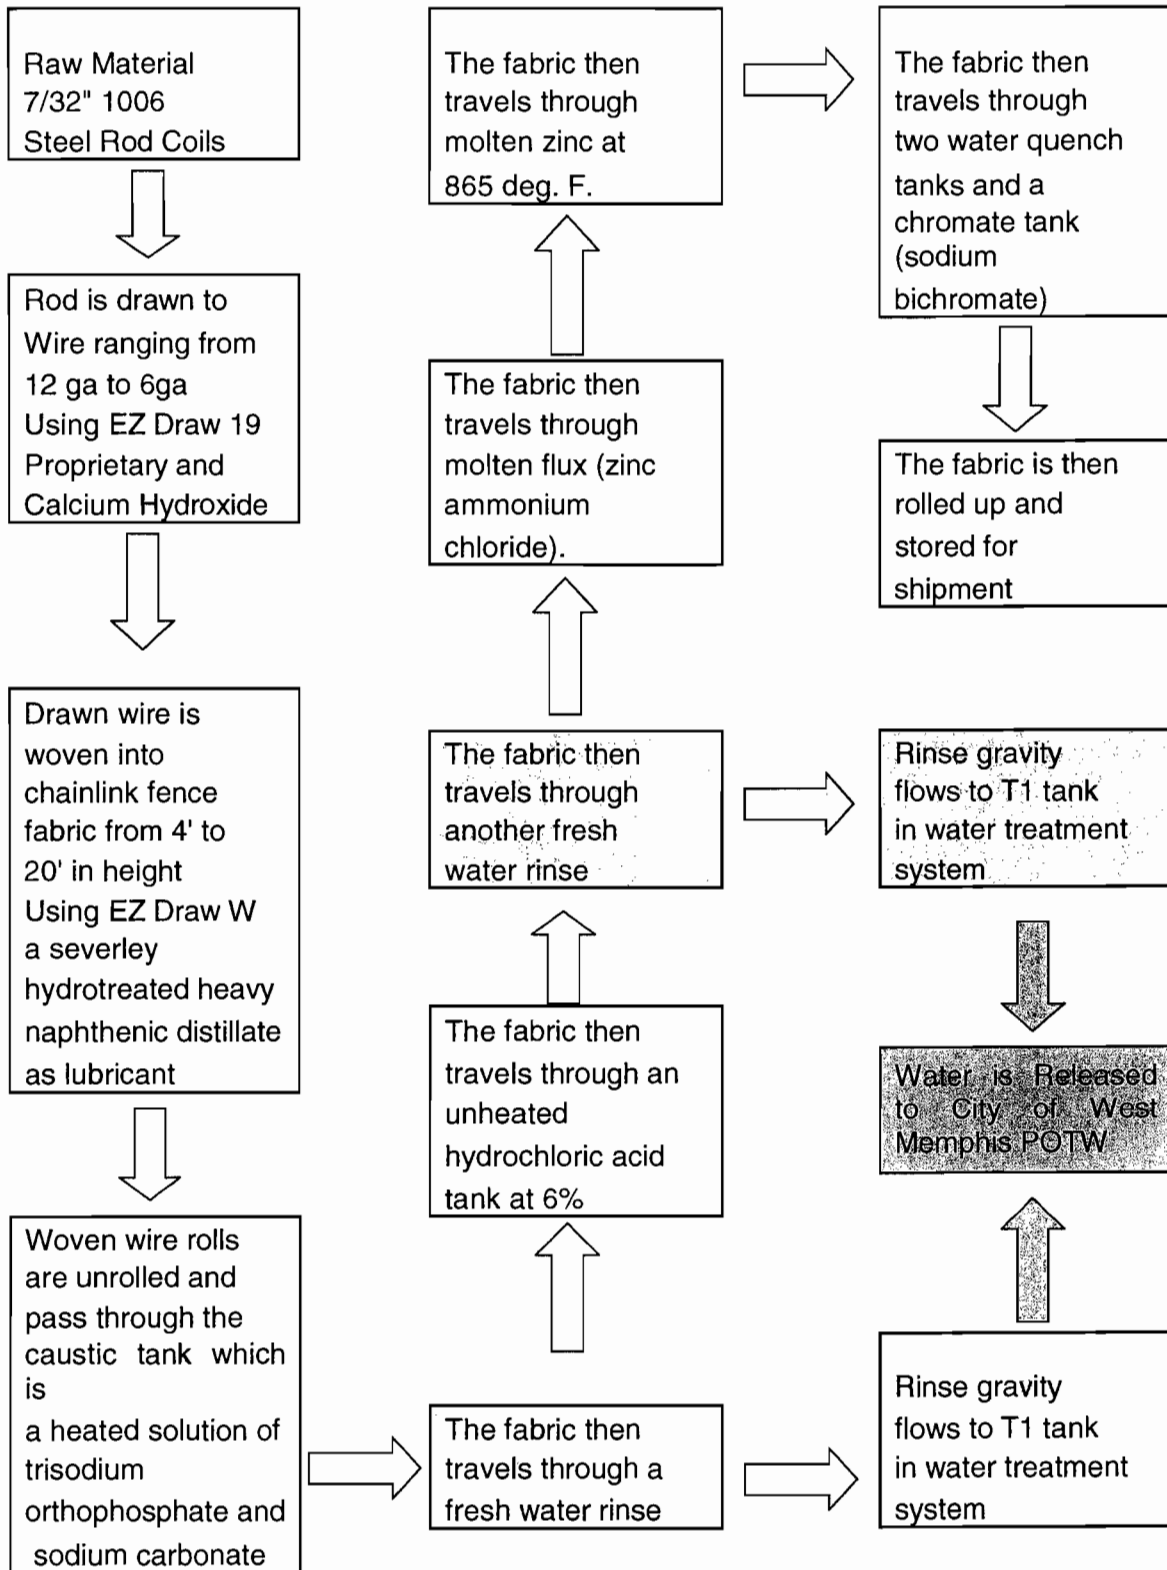 Raw Material
7/32" 1006
Steel Rod Coils
Rod is drawn to
Wire ranging from
12 ga to 6ga
Using EZ Draw 19
Proprietary and
Calcium Hydroxide
Drawn wire is
woven into
chainlink fence
fabric from 4' to
20' in height
Using EZ Draw W
a severley
hydrotreated heavy
naphthenic distillate
as lubricant
Woven wire rolls
are unrolled and
pass through the
caustic tank which
is
a heated solution of
trisodium
orthophosphate and
sodium carbonate
The fabric then
travels through a
fresh water rinse
The fabric then
travels through an
unheated
hydrochloric acid
tank at 6%
The fabric then
travels through
another fresh
water rinse
The fabric then
travels through
molten flux (zinc
ammonium
chloride).
The fabric then
travels through
molten zinc at
865 deg. F.
The fabric then
travels through
two water quench
tanks and a
chromate tank
(sodium
bichromate)
The fabric is then
rolled up and
stored for
shipment
Rinse gravity
flows to T1 tank
in water treatment
system
Water is Released
to City of West
Memphis POTW
Rinse gravity
flows to T1 tank
in water treatment
system